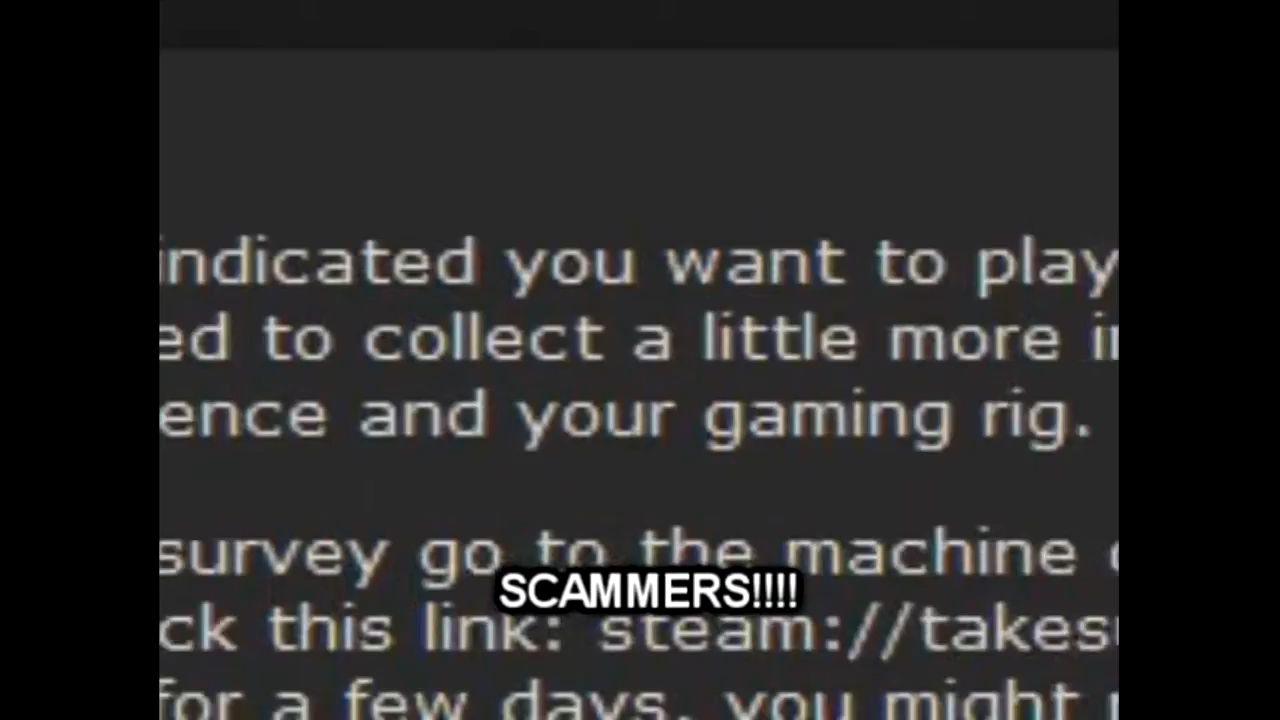 indicated you want to play
ed to collect a little more in
ence and your gaming rig.
survey go to the machine
SCAMMERS!!!!
ck this link: steam://takes
for a few days, you might